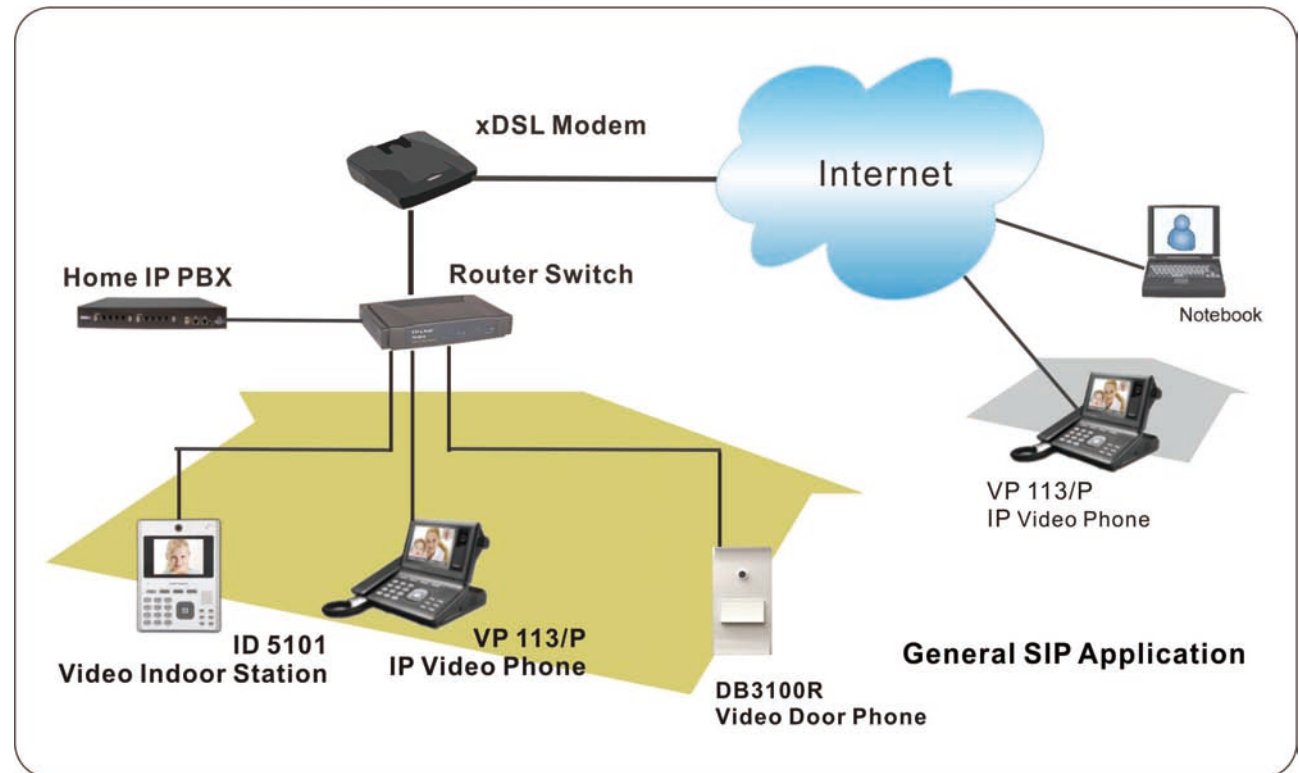 xDSL Modem
Internet
Home IP PBX
Router Switch
Notebook
VP 113/P
IP Video Phone
ID 5101
Video Indoor Station
VP 113/P
IP Video Phone
General SIP Application
DB3100R
Video Door Phone